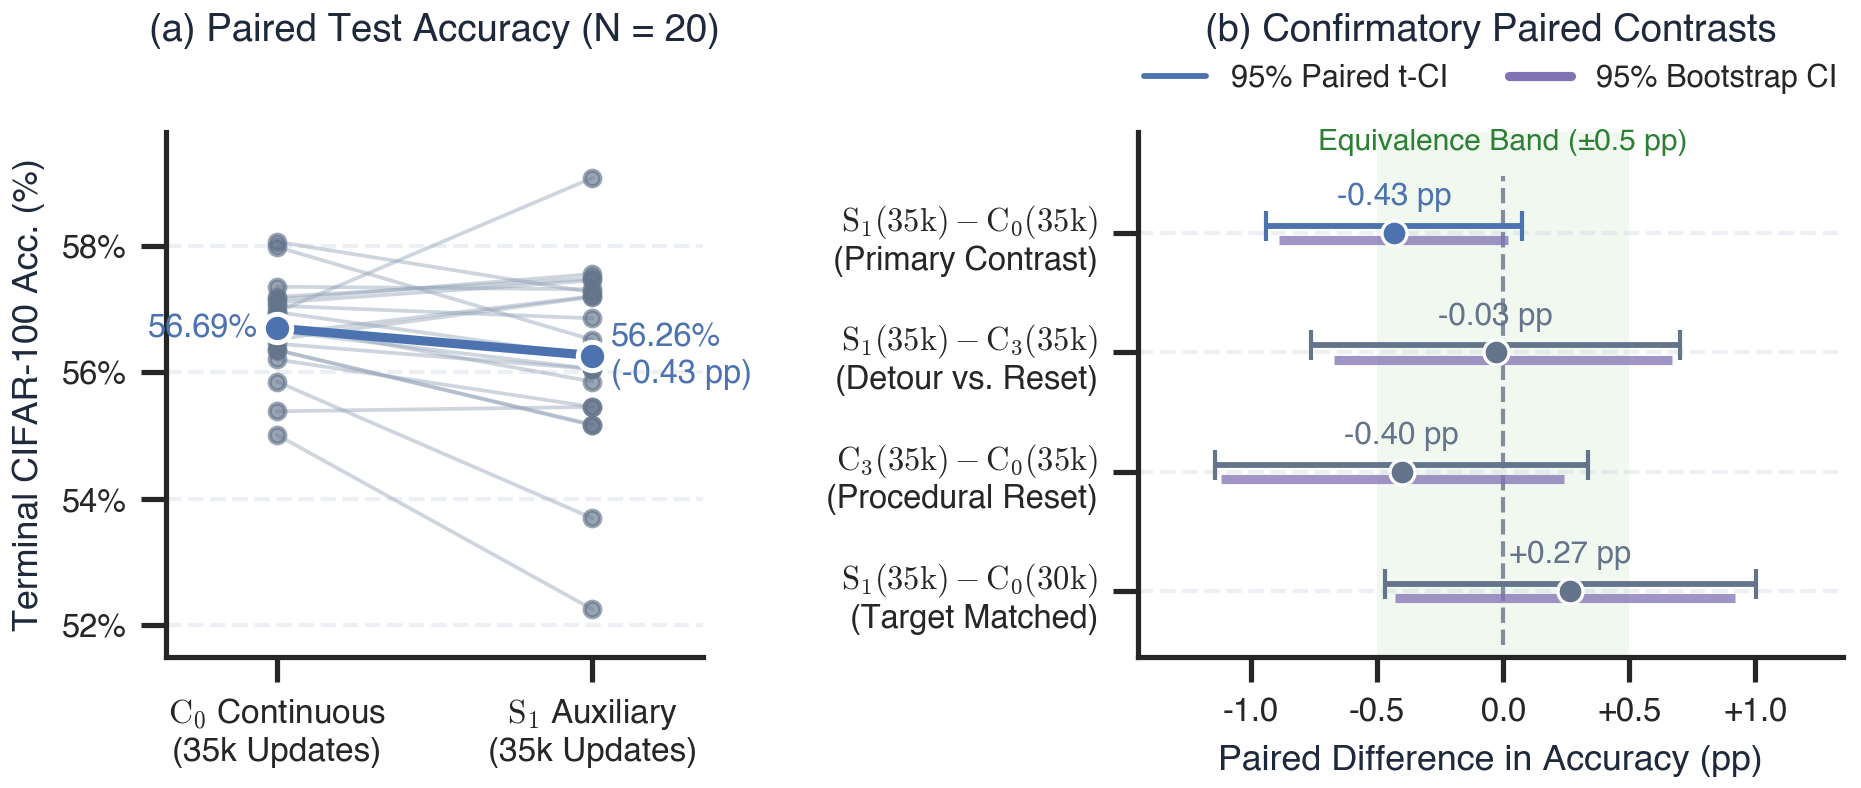 (a) Paired Test Accuracy (N = 20)
Terminal CIFAR-100 Acc. (%)
58%
56%
54%
52%
56.69%
56.26%
(-0.43 pp)
C₀ Continuous
(35k Updates)
S₁ Auxiliary
(35k Updates)
(b) Confirmatory Paired Contrasts
95% Paired t-CI
95% Bootstrap CI
Equivalence Band (±0.5 pp)
S₁(35k) − C₀(35k)
(Primary Contrast)
-0.43 pp
S₁(35k) − C₃(35k)
(Detour vs. Reset)
-0.03 pp
C₃(35k) − C₀(35k)
(Procedural Reset)
-0.40 pp
S₁(35k) − C₀(30k)
(Target Matched)
+0.27 pp
-1.0
-0.5
0.0
+0.5
+1.0
Paired Difference in Accuracy (pp)